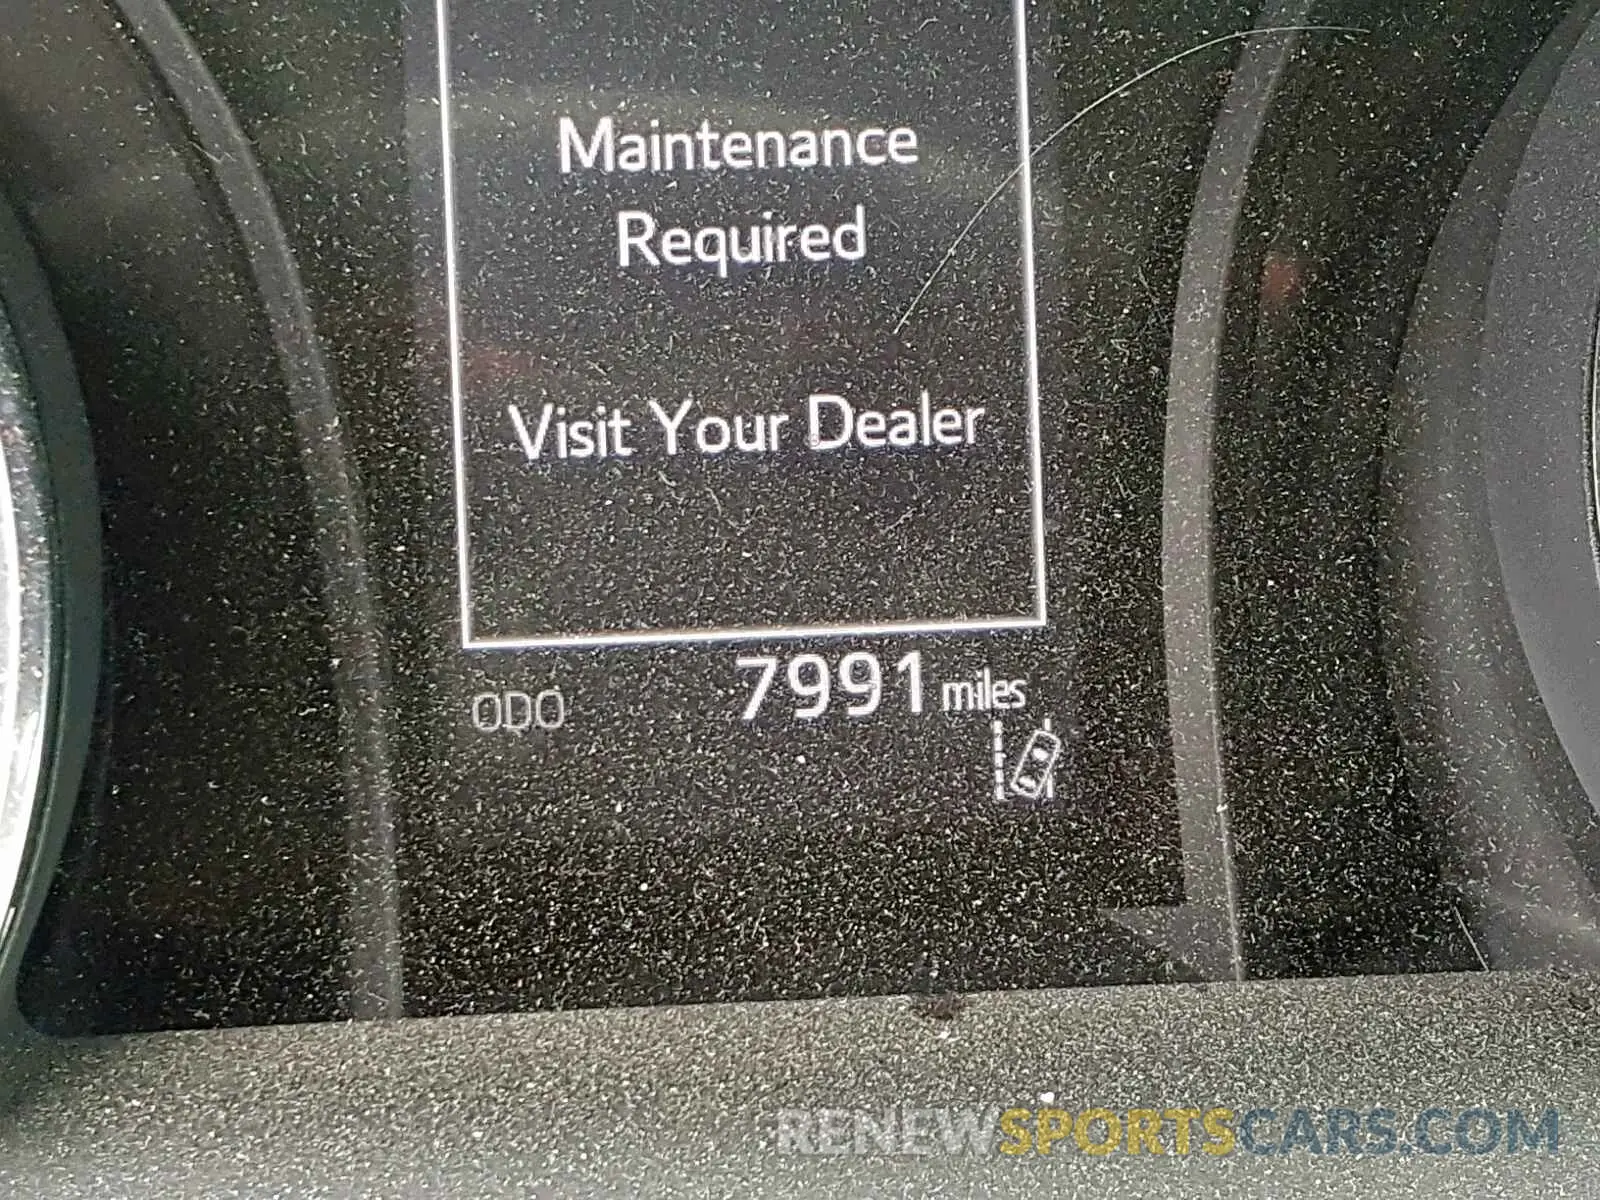 Maintenance
Required
Visit Your Dealer
ODO 7991 miles
RENEWSPORTSCARS.COM